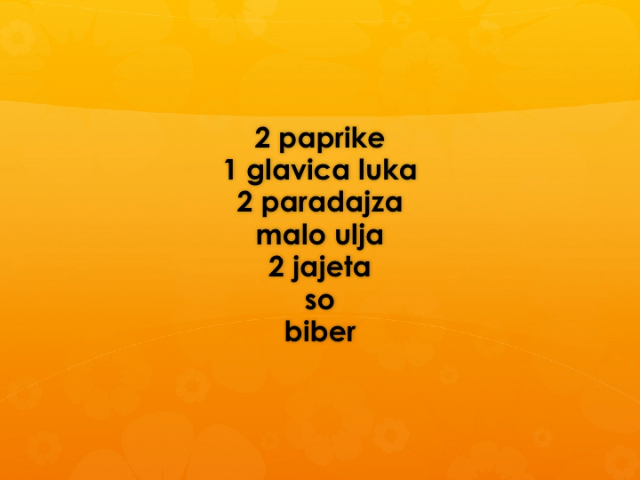 2 paprike
1 glavica luka
2 paradajza
malo ulja
2 jajeta
so
biber